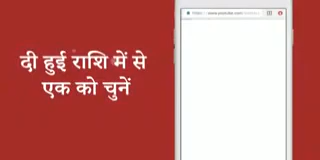 दी हुई राशि में से
एक को चुनें